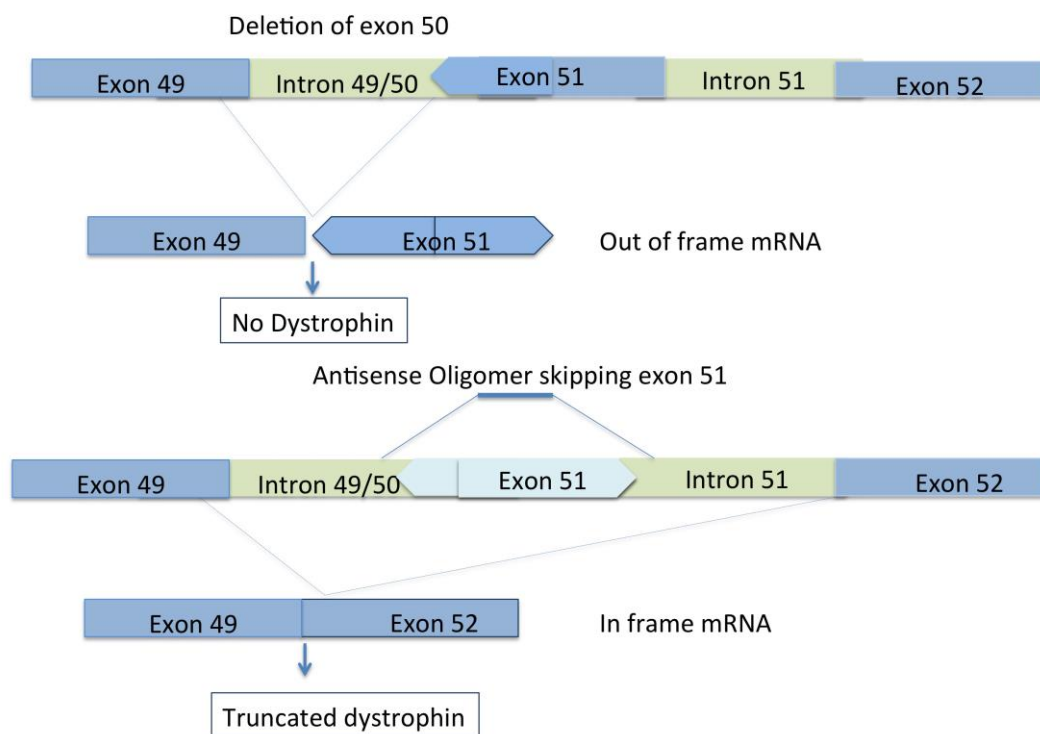 Deletion of exon 50
Exon 49 Intron 49/50 Exon 51 Intron 51 Exon 52
Exon 49 Exon 51 Out of frame mRNA
No Dystrophin
Antisense Oligomer skipping exon 51
Exon 49 Intron 49/50 Exon 51 Intron 51 Exon 52
Exon 49 Exon 52 In frame mRNA
Truncated dystrophin